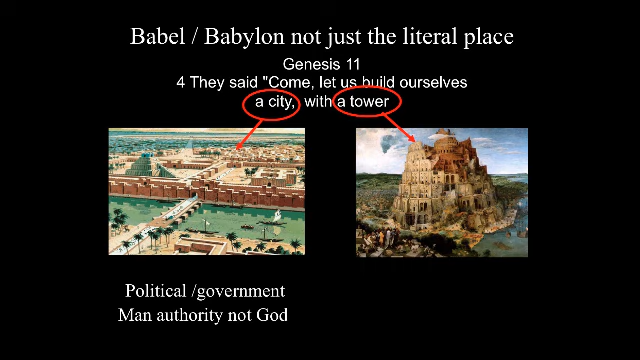 Babel / Babylon not just the literal place
Genesis 11
4 They said "Come, let us build ourselves
a city, with a tower
Political /government
Man authority not God